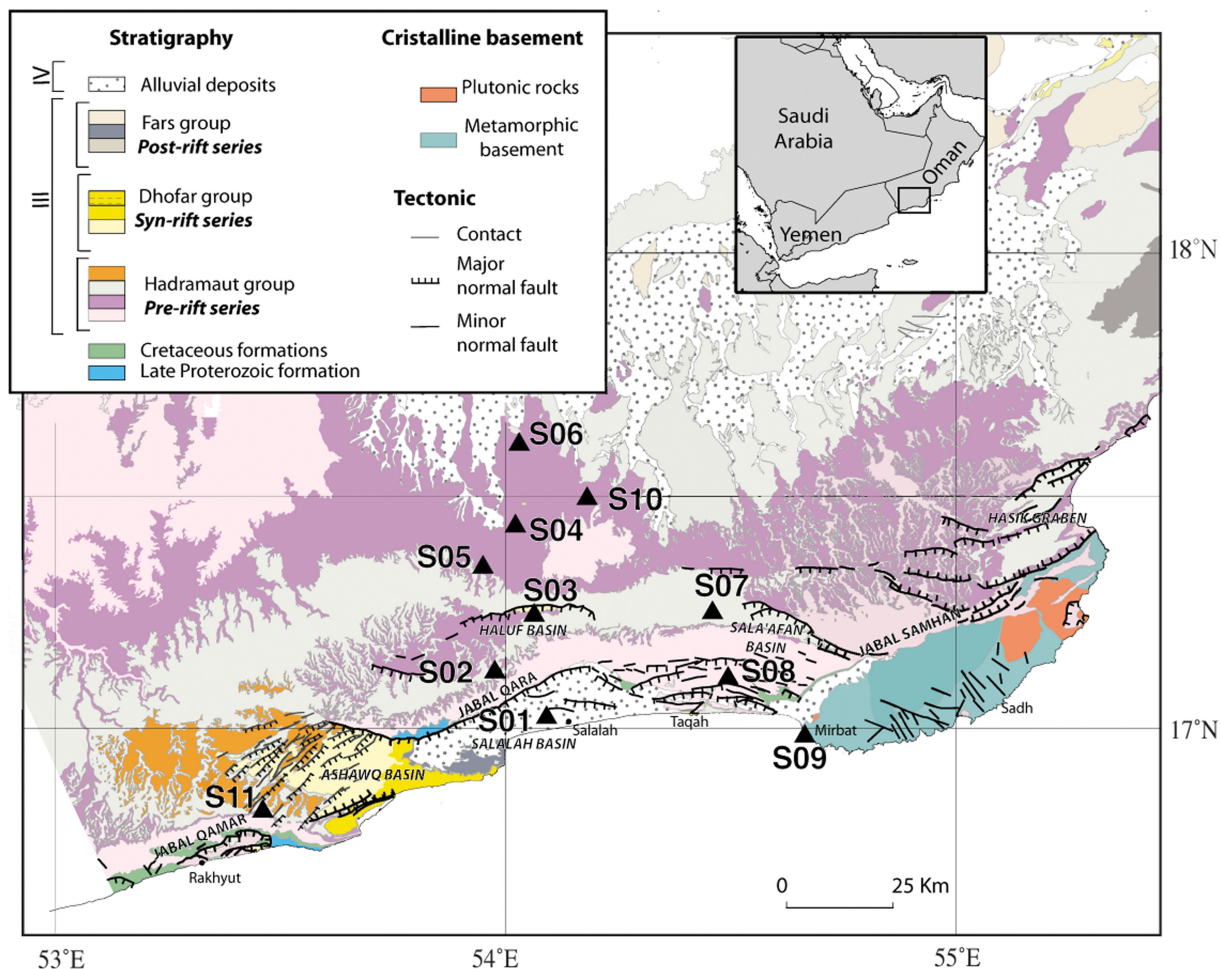 Stratigraphy
IV
Alluvial deposits
III
Fars group
Post-rift series
Dhofar group
Syn-rift series
Hadramaut group
Pre-rift series
Cretaceous formations
Late Proterozoic formation
Cristalline basement
Plutonic rocks
Metamorphic
basement
Tectonic
Contact
Major
normal fault
Minor
normal fault
Saudi
Arabia
Oman
Yemen
18°N
S06
S10
S04
HASIK GRABEN
S05
S03
S07
HALUF BASIN
SALA'AFAN
BASIN
JABAL SAMHAN
S02
S08
JABAL QARA
S01
Salalah
Taqah
Mirbat
Sadh
17°N
SALALAH BASIN
S09
ASHAWQ BASIN
S11
JABAL QAMAR
Rakhyut
0 25 Km
53°E 54°E 55°E